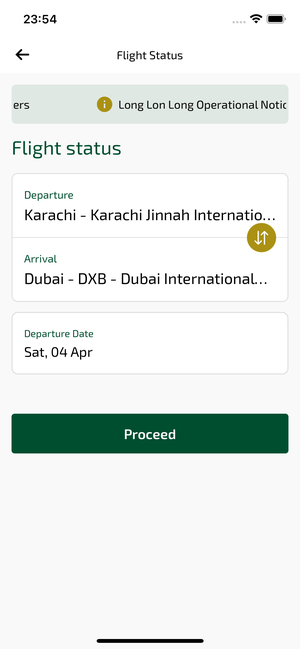 23:54
Flight Status
ers
Long Lon Long Operational Notic
Flight status
Departure
Karachi - Karachi Jinnah Internatio...
Arrival
Dubai - DXB - Dubai International...
Departure Date
Sat, 04 Apr
Proceed